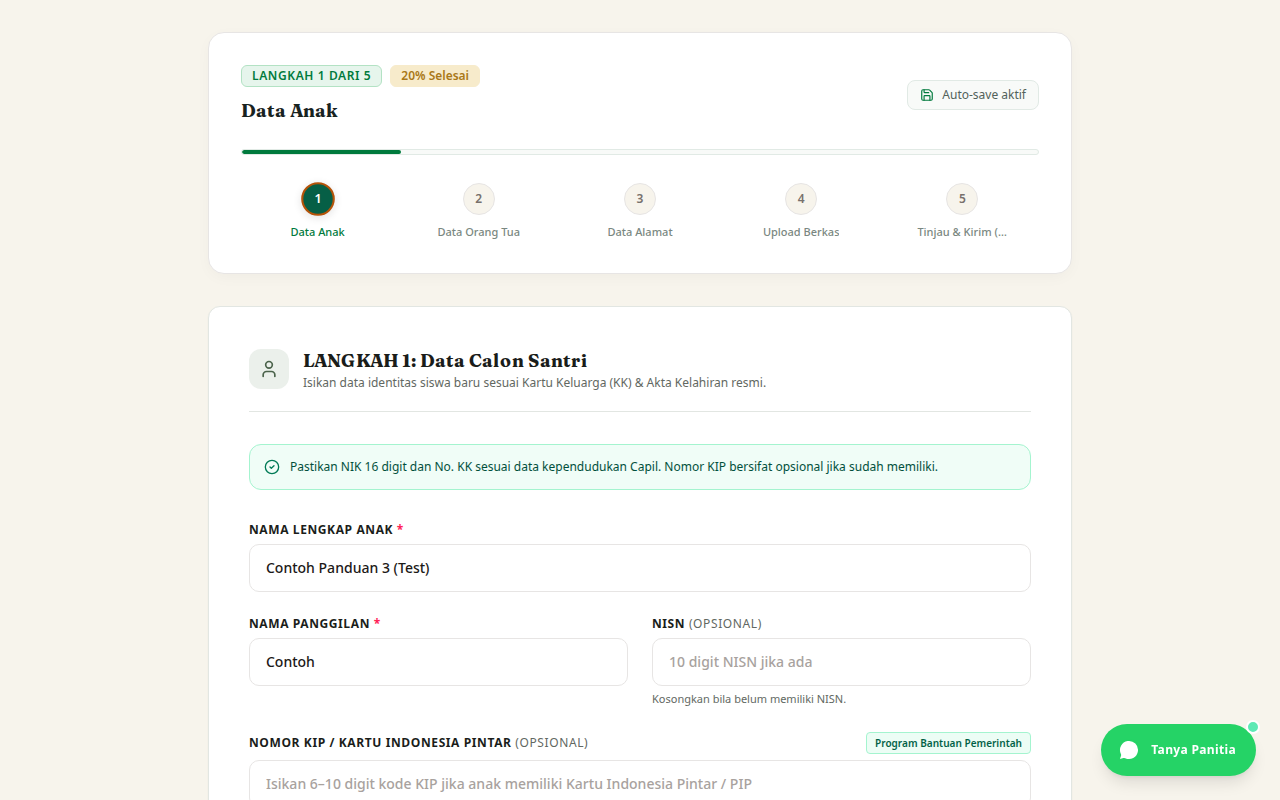 LANGKAH 1 DARI 5
20% Selesai
Data Anak
Auto-save aktif
1
2
3
4
5
Data Anak
Data Orang Tua
Data Alamat
Upload Berkas
Tinjau & Kirim (...
LANGKAH 1: Data Calon Santri
Isikan data identitas siswa baru sesuai Kartu Keluarga (KK) & Akta Kelahiran resmi.
Pastikan NIK 16 digit dan No. KK sesuai data kependudukan Capil. Nomor KIP bersifat opsional jika sudah memiliki.
NAMA LENGKAP ANAK *
Contoh Panduan 3 (Test)
NAMA PANGGILAN *
Contoh
NISN (OPSIONAL)
10 digit NISN jika ada
Kosongkan bila belum memiliki NISN.
NOMOR KIP / KARTU INDONESIA PINTAR (OPSIONAL)
Program Bantuan Pemerintah
Isikan 6–10 digit kode KIP jika anak memiliki Kartu Indonesia Pintar / PIP
Tanya Panitia